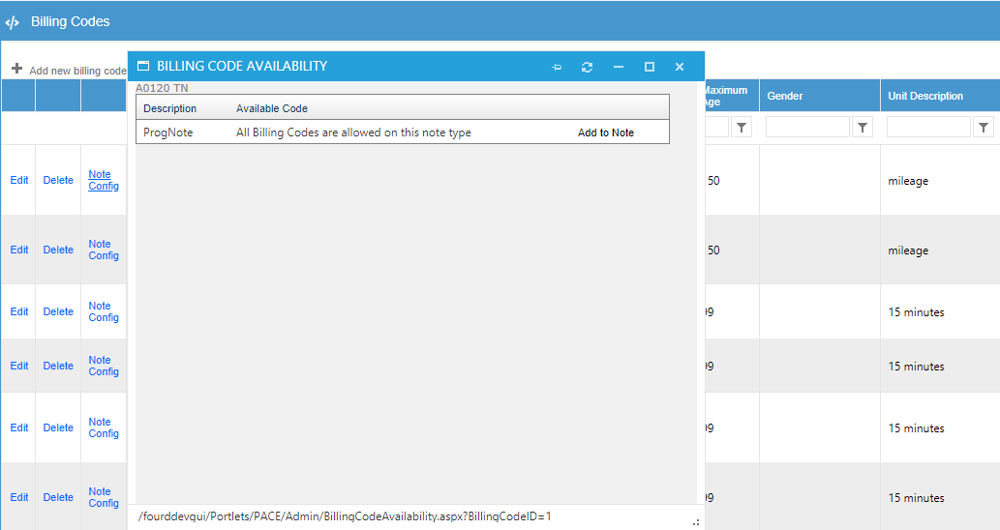 Billing Codes
Add new billing code
BILLING CODE AVAILABILITY
A0120 TN
Description Available Code
ProgNote All Billing Codes are allowed on this note type Add to Note
Maximum Age Gender Unit Description
Edit Delete Note Config 50 mileage
Edit Delete Note Config 50 mileage
Edit Delete Note Config 99 15 minutes
Edit Delete Note Config 99 15 minutes
Edit Delete Note Config 99 15 minutes
Edit Delete Note Config 99 15 minutes
/fourddevgui/Portlets/PACE/Admin/BillingCodeAvailability.aspx?BillingCodeID=1